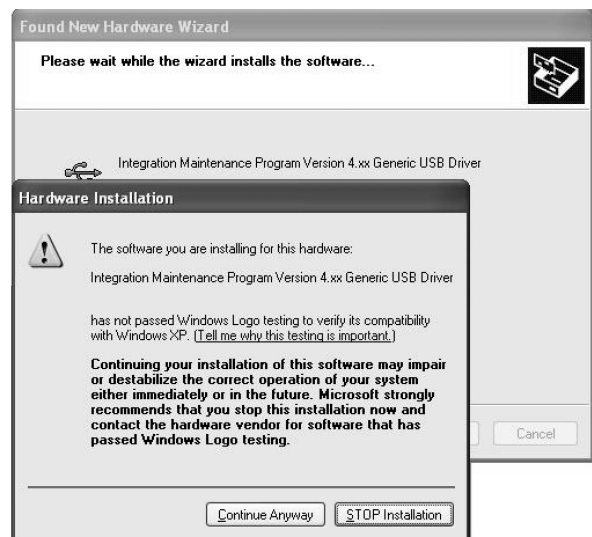 Found New Hardware Wizard
Please wait while the wizard installs the software...
Integration Maintenance Program Version 4.xx Generic USB Driver
Hardware Installation
The software you are installing for this hardware:
Integration Maintenance Program Version 4.xx Generic USB Driver
has not passed Windows Logo testing to verify its compatibility
with Windows XP. (Tell me why this testing is important.)
Continuing your installation of this software may impair
or destabilize the correct operation of your system
either immediately or in the future. Microsoft strongly
recommends that you stop this installation now and
contact the hardware vendor for software that has
passed Windows Logo testing.
Cancel
Continue Anyway STOP Installation